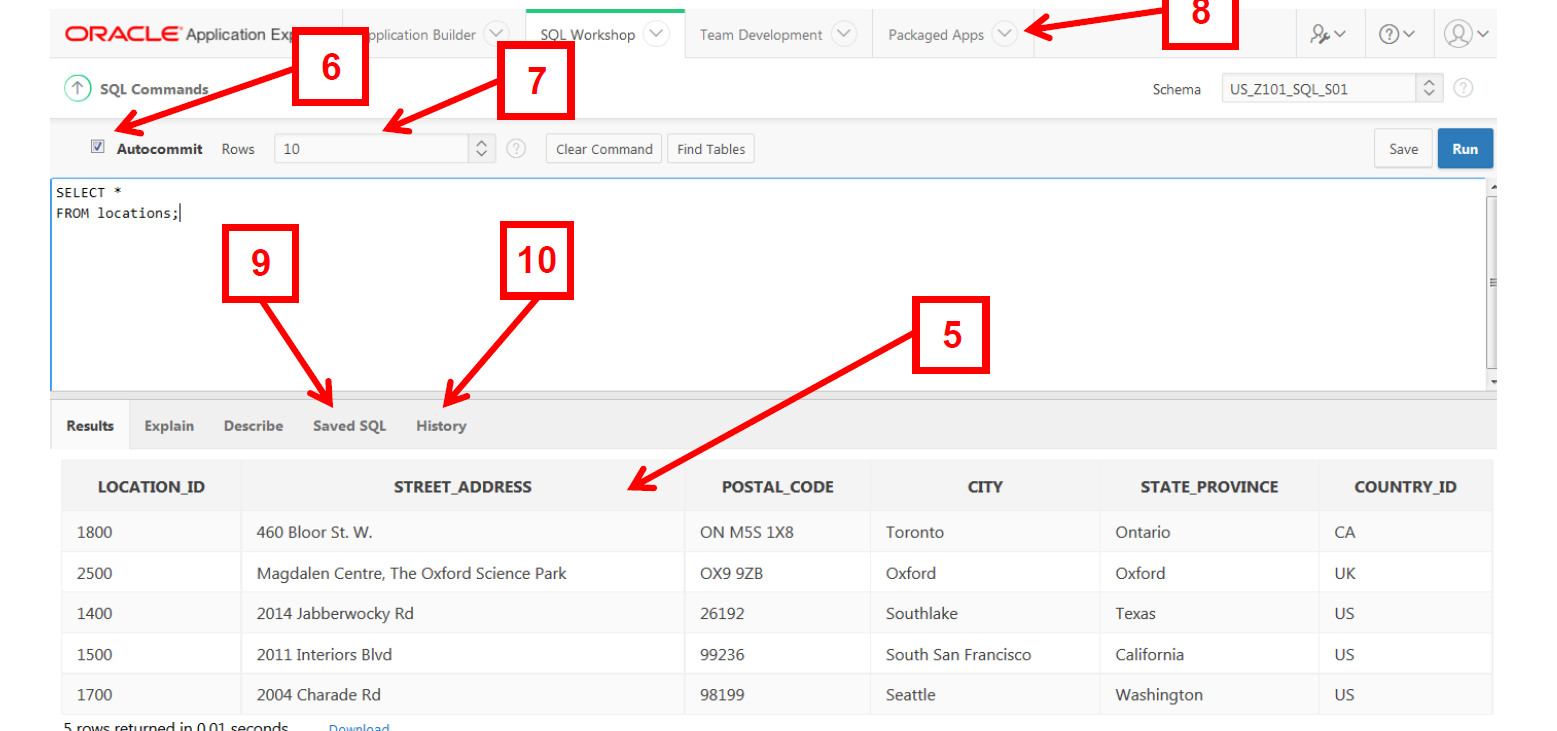 8
ORACLE Application Exp pplication Builder SQL Workshop Team Development Packaged Apps
6
7
SQL Commands Schema US_Z101_SQL_S01
Autocommit Rows 10 Clear Command Find Tables Save Run
SELECT *
FROM locations;
9
10
5
Results Explain Describe Saved SQL History
LOCATION_ID STREET_ADDRESS POSTAL_CODE CITY STATE_PROVINCE COUNTRY_ID
1800 460 Bloor St. W. ON M5S 1X8 Toronto Ontario CA
2500 Magdalen Centre, The Oxford Science Park OX9 9ZB Oxford Oxford UK
1400 2014 Jabberwocky Rd 26192 Southlake Texas US
1500 2011 Interiors Blvd 99236 South San Francisco California US
1700 2004 Charade Rd 98199 Seattle Washington US
5 rows returned in 0.01 seconds Download